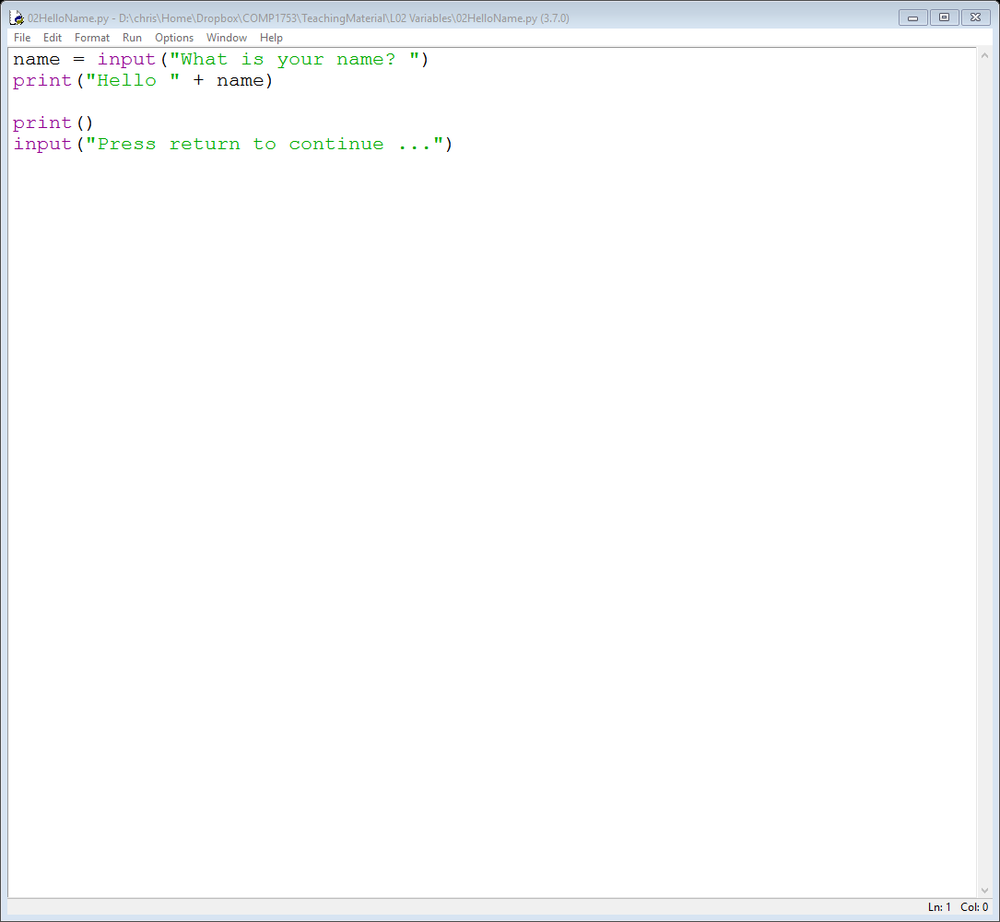 02HelloName.py - D:\chris\Home\Dropbox\COMP1753\TeachingMaterial\L02 Variables\02HelloName.py (3.7.0)
File Edit Format Run Options Window Help
name = input("What is your name? ")
print("Hello " + name)
print()
input("Press return to continue ...")
Ln: 1 Col: 0